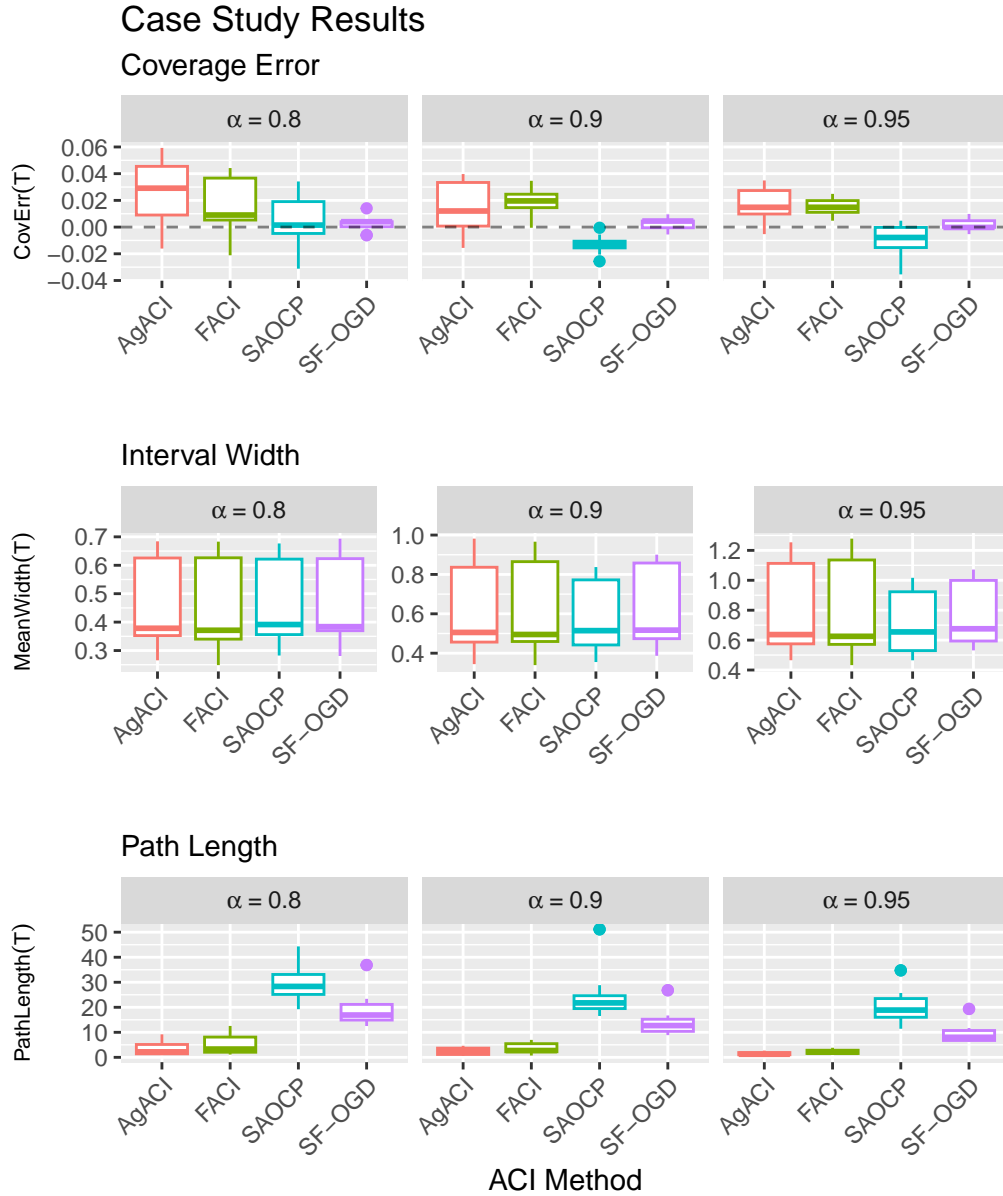 Case Study Results
Coverage Error
α = 0.8 α = 0.9 α = 0.95
CovErr(T)
0.06
0.04
0.02
0.00
−0.02
−0.04
AgACI FACI SAOCP SF−OGD AgACI FACI SAOCP SF−OGD AgACI FACI SAOCP SF−OGD
Interval Width
α = 0.8 α = 0.9 α = 0.95
MeanWidth(T)
0.7
0.6
0.5
0.4
0.3
1.0
0.8
0.6
0.4
1.2
1.0
0.8
0.6
0.4
AgACI FACI SAOCP SF−OGD AgACI FACI SAOCP SF−OGD AgACI FACI SAOCP SF−OGD
Path Length
α = 0.8 α = 0.9 α = 0.95
PathLength(T)
50
40
30
20
10
0
AgACI FACI SAOCP SF−OGD AgACI FACI SAOCP SF−OGD AgACI FACI SAOCP SF−OGD
ACI Method